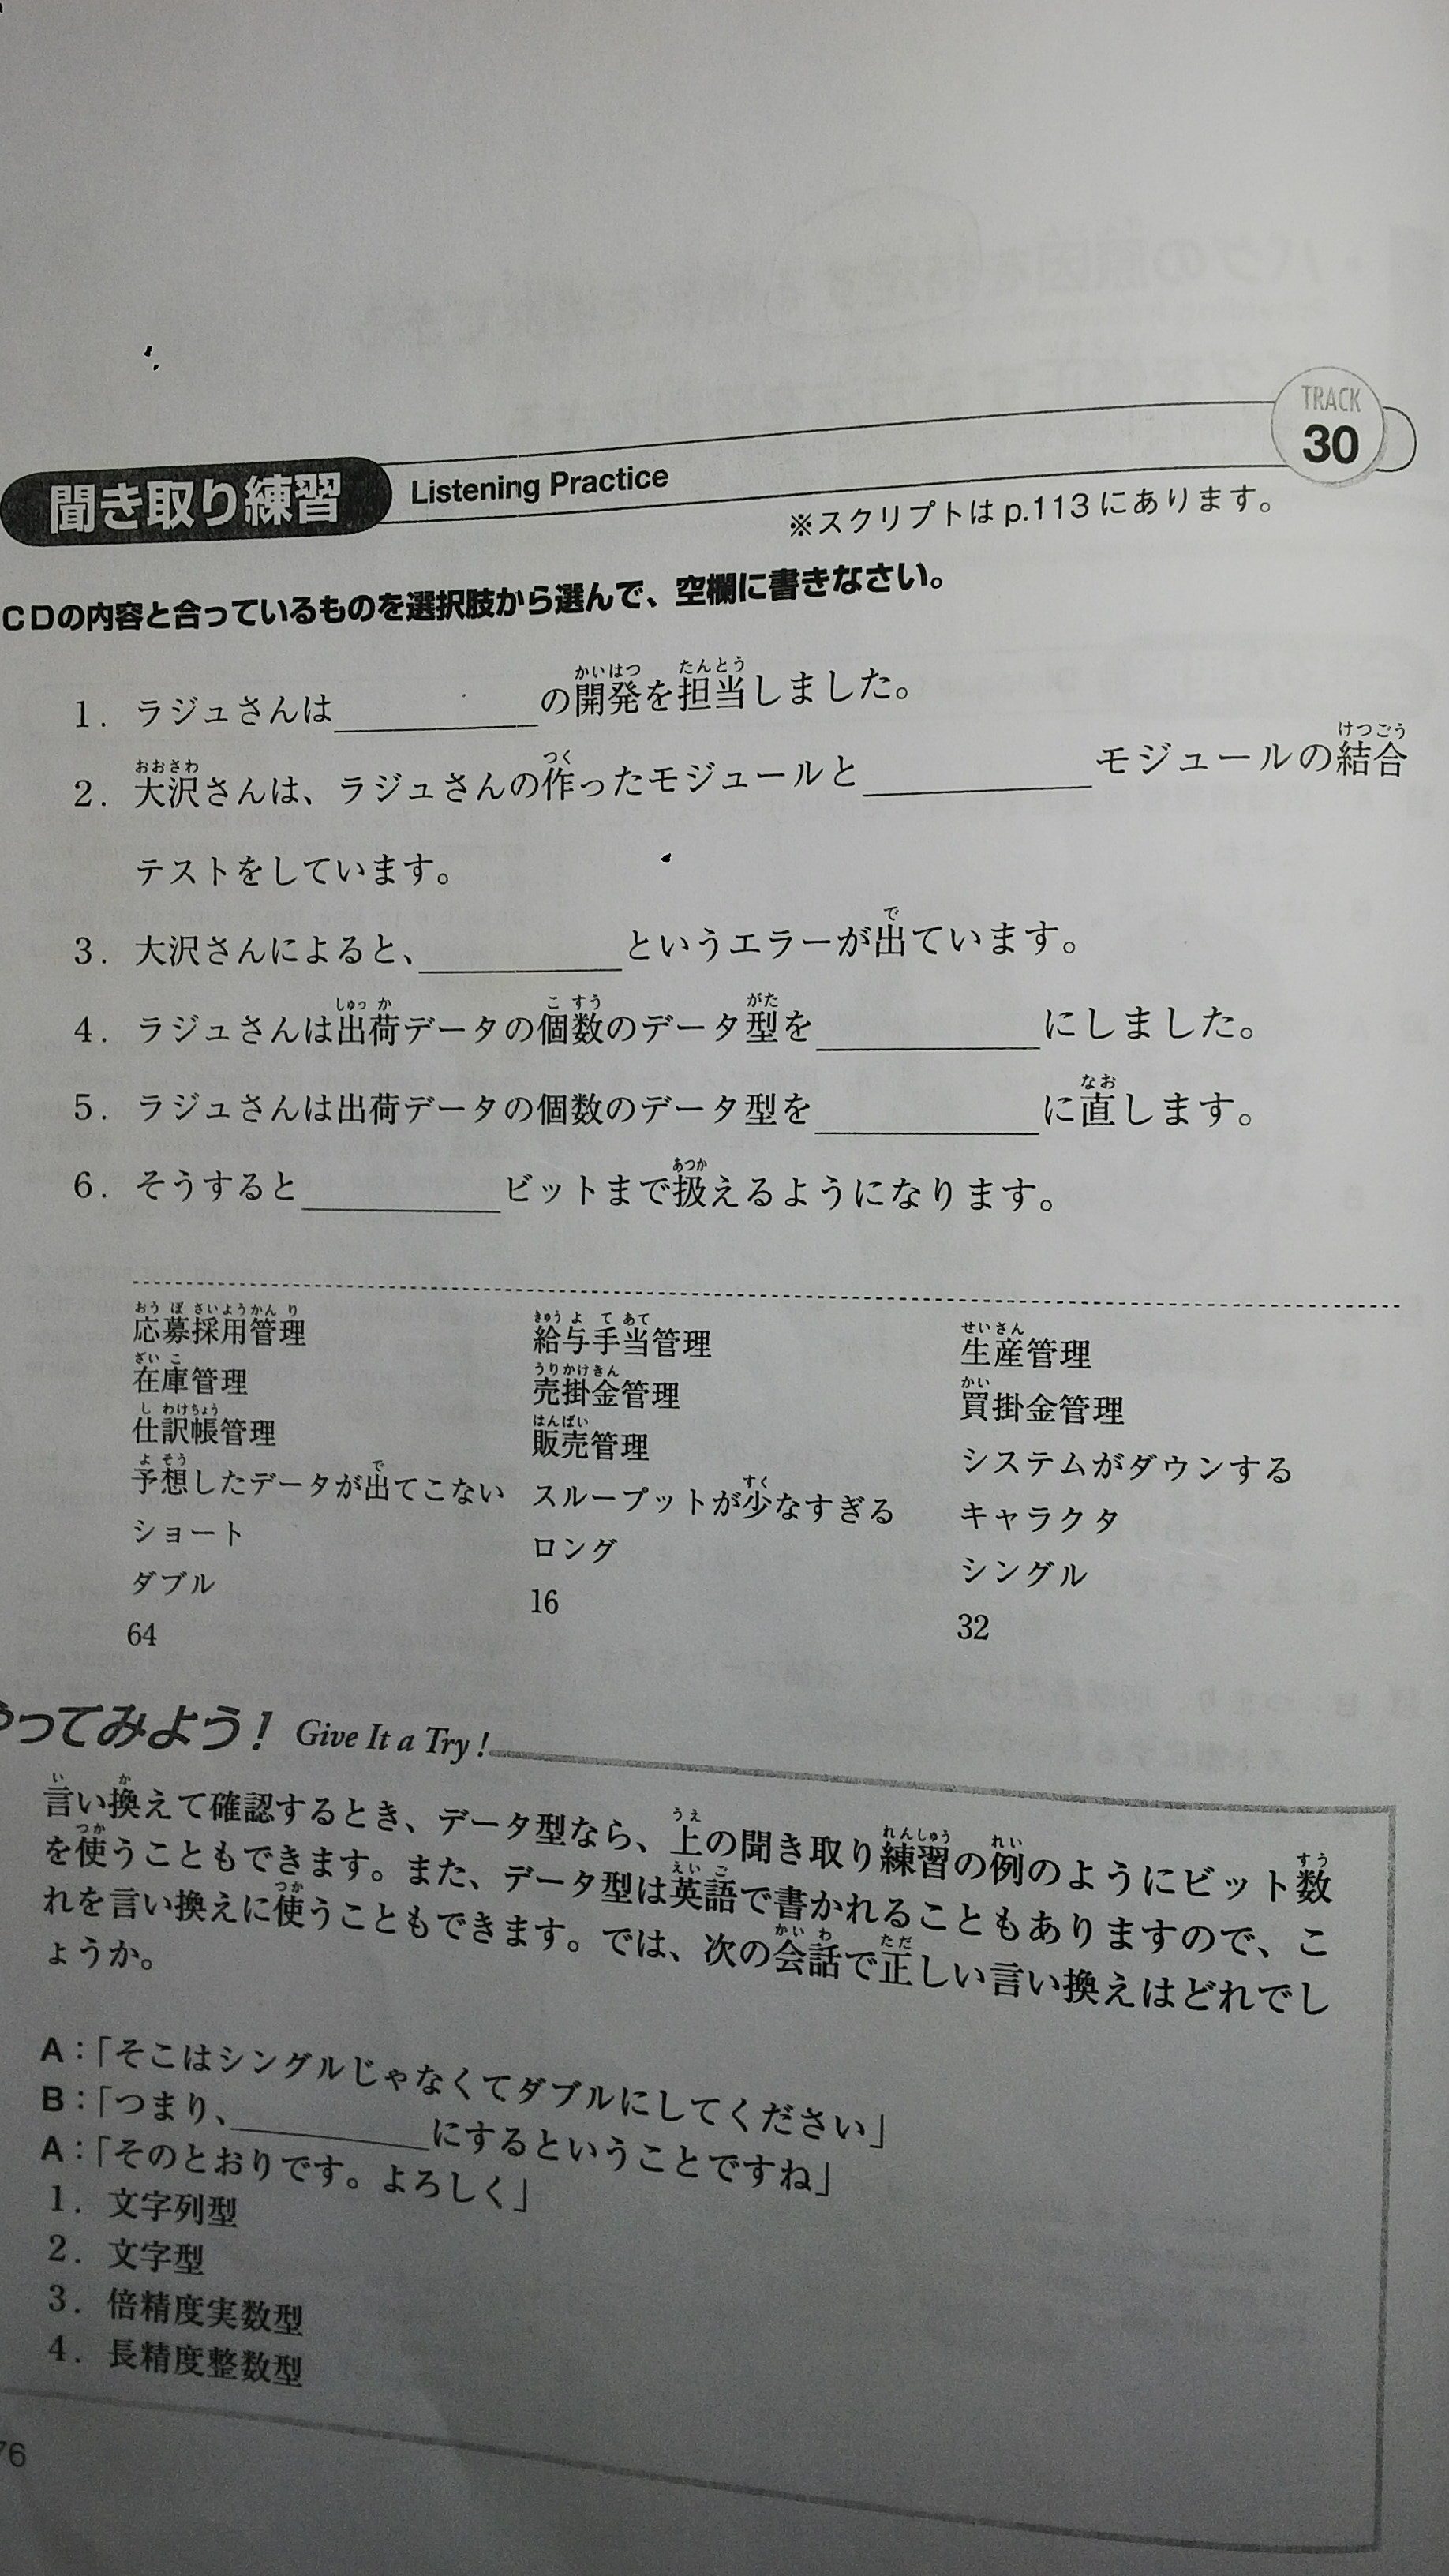 聞き取り練習 Listening Practice
※スクリプトはp.113にあります。
TRACK
30
CDの内容と合っているものを選択肢から選んで、空欄に書きなさい。
1. ラジュさんは＿＿＿＿＿＿の開発を担当しました。
2. 大沢さんは、ラジュさんの作ったモジュールと＿＿＿＿＿＿モジュールの結合
テストをしています。
3. 大沢さんによると、＿＿＿＿＿＿というエラーが出ています。
4. ラジュさんは出荷データの個数のデータ型を＿＿＿＿＿＿にしました。
5. ラジュさんは出荷データの個数のデータ型を＿＿＿＿＿＿に直します。
6. そうすると＿＿＿＿＿＿ビットまで扱えるようになります。
応募採用管理 給与手当管理 生産管理
在庫管理 売掛金管理 買掛金管理
仕訳帳管理 販売管理 システムがダウンする
予想したデータが出てこない スループットが少なすぎる キャラクタ
ショート ロング シングル
ダブル 16 32
64
ってみよう! Give It a Try!
言い換えて確認するとき、データ型なら、上の聞き取り練習の例のようにビット数
を使うこともできます。また、データ型は英語で書かれることもありますので、こ
れを言い換えに使うこともできます。では、次の会話で正しい言い換えはどれでし
ょうか。
A:「そこはシングルじゃなくてダブルにしてください」
B:「つまり、＿＿＿＿＿＿にするということですね」
A:「そのとおりです。よろしく」
1. 文字列型
2. 文字型
3. 倍精度実数型
4. 長精度整数型
76